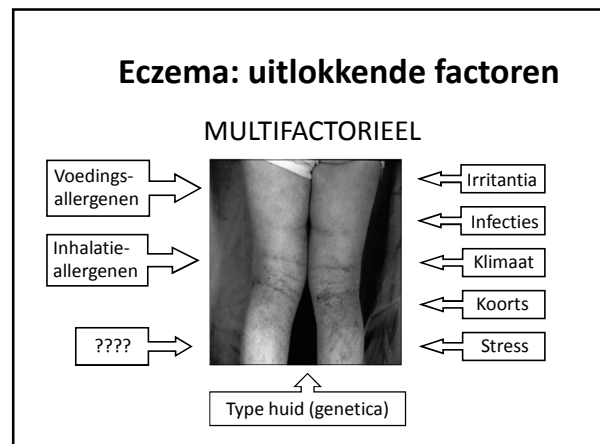 Eczema: uitlokkende factoren
MULTIFACTORIEEL
Voedings-
allergenen
Inhalatie-
allergenen
????
Irritantia
Infecties
Klimaat
Koorts
Stress
Type huid (genetica)